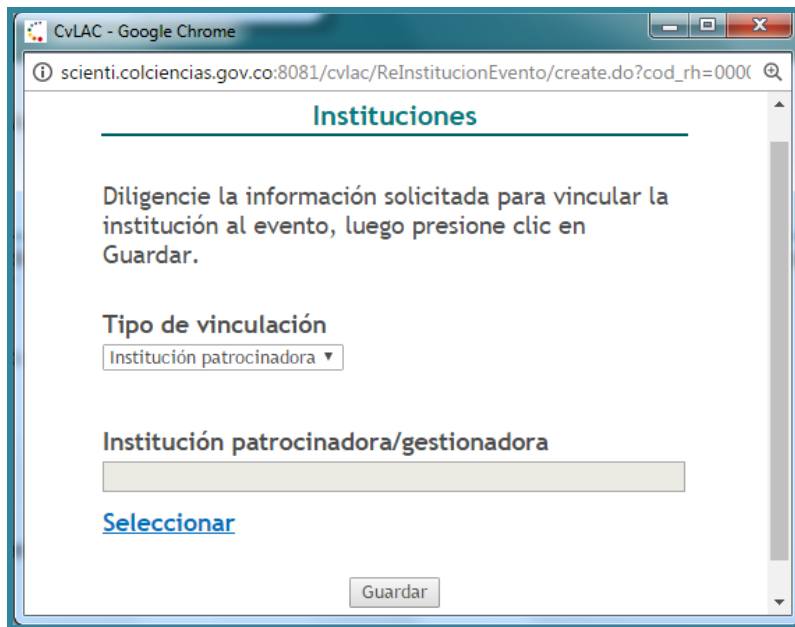 CvLAC - Google Chrome
scienti.colciencias.gov.co:8081/cvlac/ReInstitucionEvento/create.do?cod_rh=000(
Instituciones
Diligencie la información solicitada para vincular la
institución al evento, luego presione clic en
Guardar.
Tipo de vinculación
Institución patrocinadora
Institución patrocinadora/gestionadora
Seleccionar
Guardar